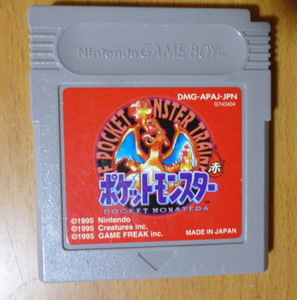 Nintendo GAME BOY
DMG-APAJ-JPN
G743404
POCKET MONSTER TRAINER
赤
ポケットモンスター
POCKET MONSTERS
©1995 Nintendo
©1995 Creatures inc.
©1995 GAME FREAK inc.
MADE IN JAPAN